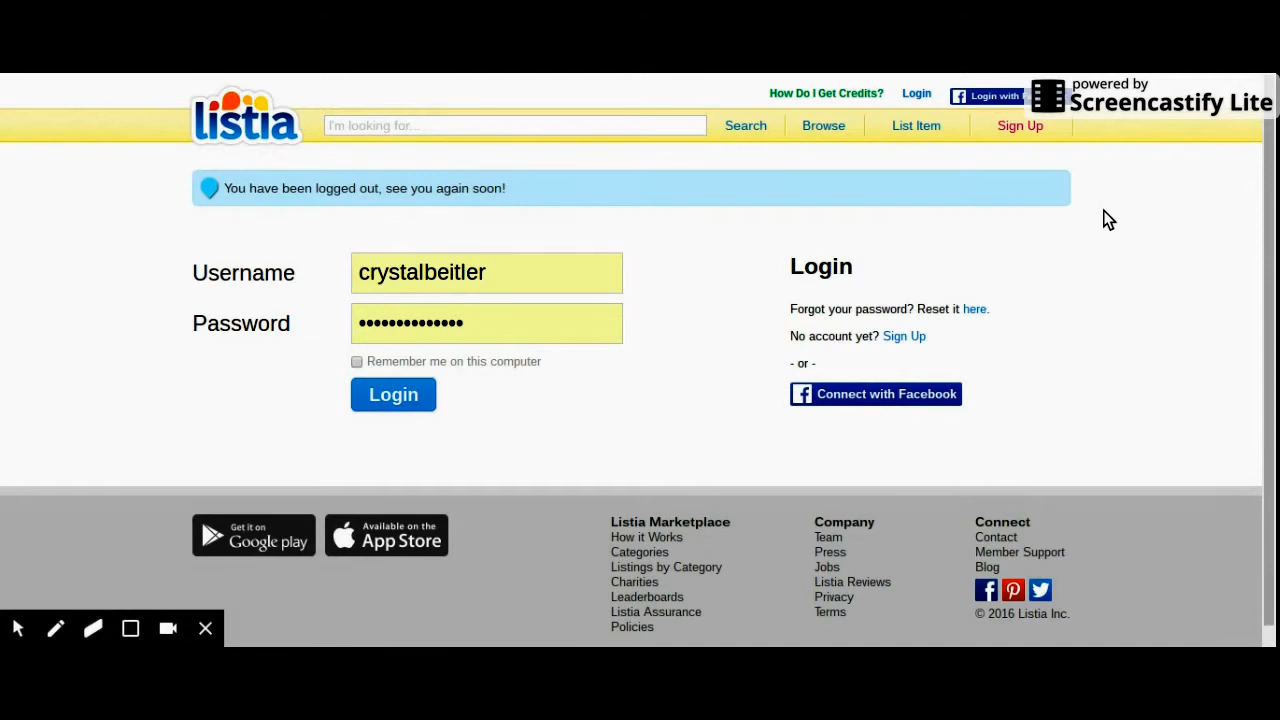 powered by
Screencastify Lite
How Do I Get Credits? Login Login with
listia
I'm looking for... Search Browse List Item Sign Up
You have been logged out, see you again soon!
Username crystalbeitler
Password ••••••••••••••
Remember me on this computer
Login
Login
Forgot your password? Reset it here.
No account yet? Sign Up
- or -
Connect with Facebook
Get it on
Google play
Available on the
App Store
Listia Marketplace
How it Works
Categories
Listings by Category
Charities
Leaderboards
Listia Assurance
Policies
Company
Team
Press
Jobs
Listia Reviews
Privacy
Terms
Connect
Contact
Member Support
Blog
© 2016 Listia Inc.